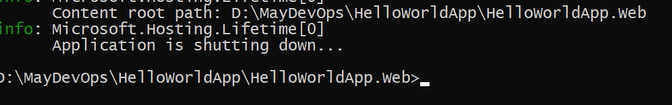 info: Microsoft.Hosting.Lifetime[0]
Content root path: D:\MayDevOps\HelloWorldApp\HelloWorldApp.Web
info: Microsoft.Hosting.Lifetime[0]
Application is shutting down...
D:\MayDevOps\HelloWorldApp\HelloWorldApp.Web>